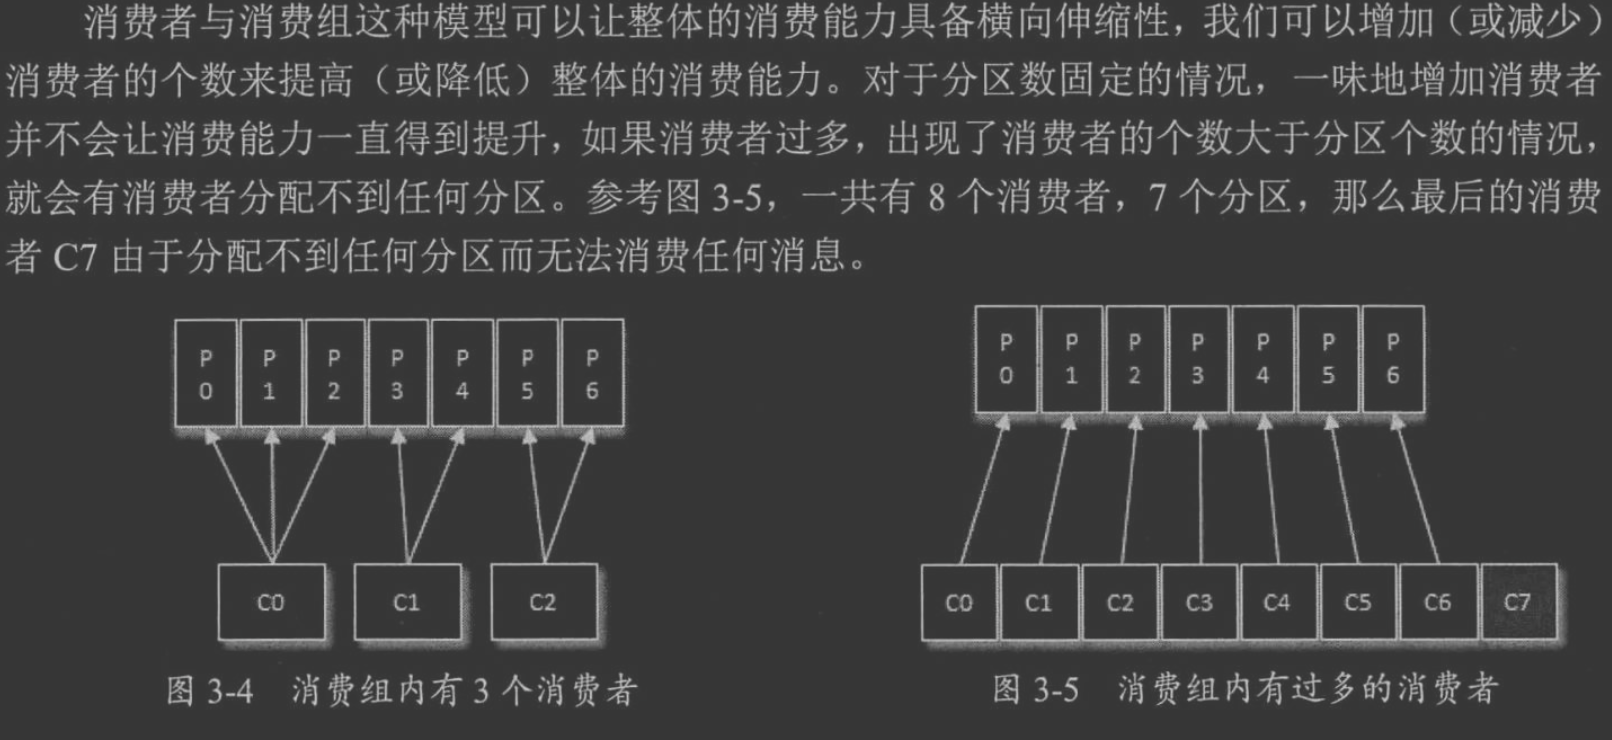 消费者与消费组这种模型可以让整体的消费能力具备横向伸缩性，我们可以增加（或减少）
消费者的个数来提高（或降低）整体的消费能力。对于分区数固定的情况，一味地增加消费者
并不会让消费能力一直得到提升，如果消费者过多，出现了消费者的个数大于分区个数的情况，
就会有消费者分配不到任何分区。参考图 3-5，一共有 8 个消费者，7 个分区，那么最后的消费
者 C7 由于分配不到任何分区而无法消费任何消息。
P0 P1 P2 P3 P4 P5 P6
C0 C1 C2
图 3-4 消费组内有 3 个消费者
P0 P1 P2 P3 P4 P5 P6
C0 C1 C2 C3 C4 C5 C6 C7
图 3-5 消费组内有过多的消费者